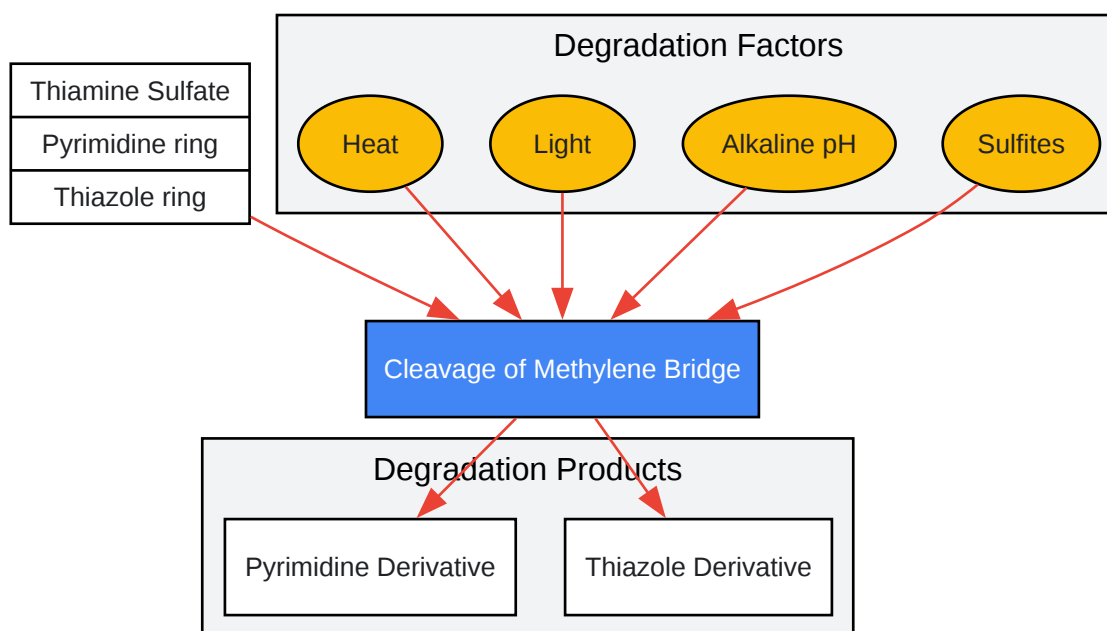 Degradation Factors
Thiamine Sulfate
Pyrimidine ring
Thiazole ring
Heat
Light
Alkaline pH
Sulfites
Cleavage of Methylene Bridge
Degradation Products
Pyrimidine Derivative
Thiazole Derivative